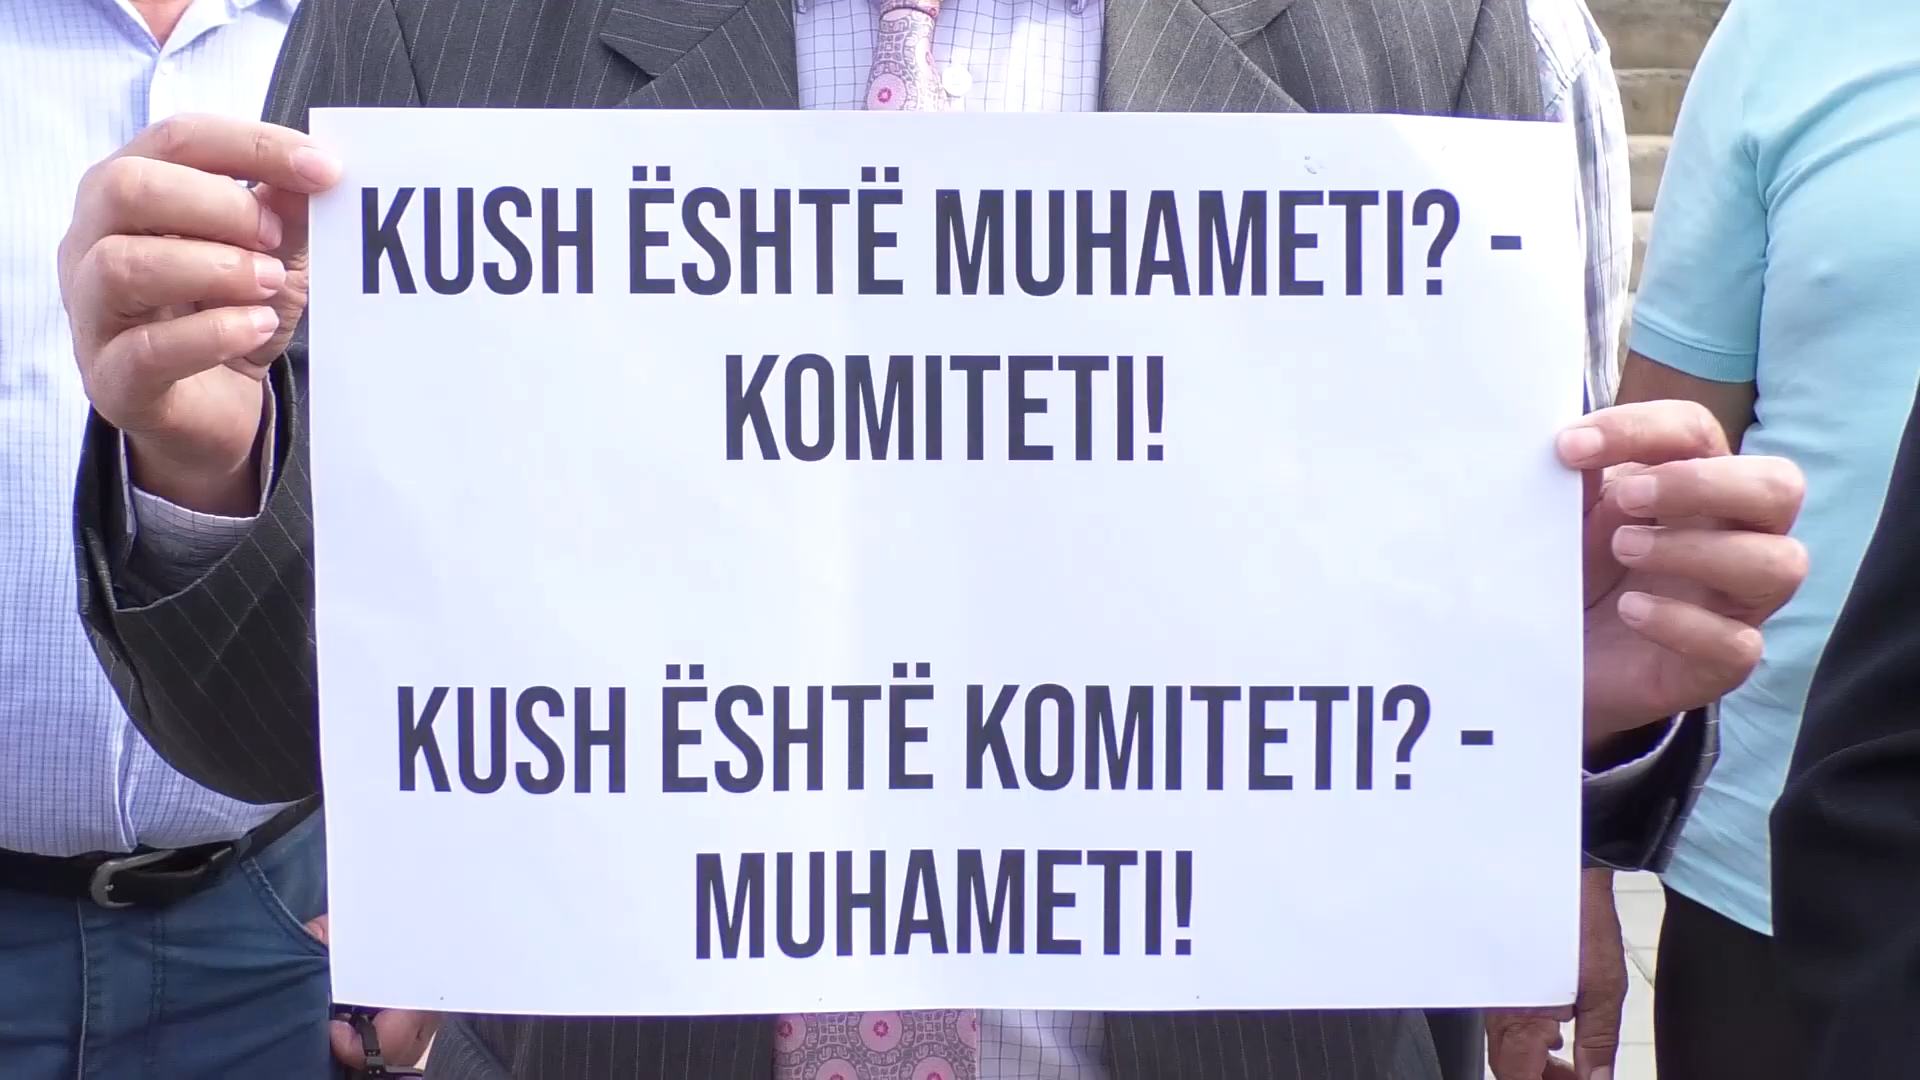 KUSH ËSHTË MUHAMETI? -
KOMITETI!
KUSH ËSHTË KOMITETI? -
MUHAMETI!